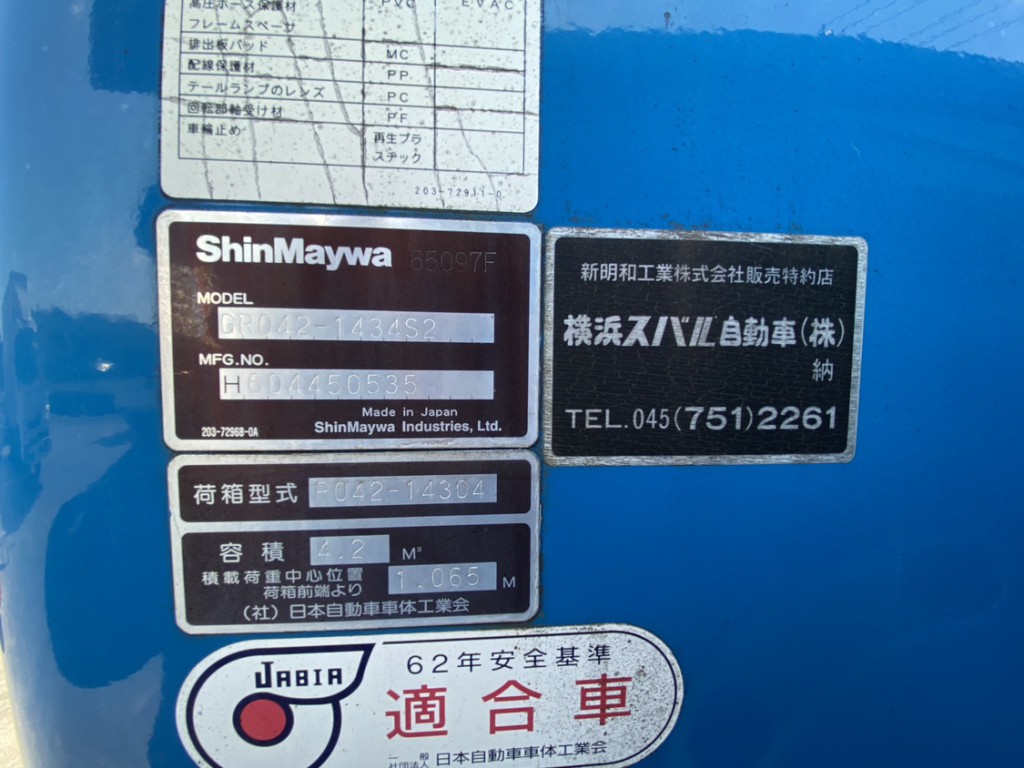 高圧ホース保護材 PVC EVAC
フレームスペーサ
排出板パッド MC
配線保護材 PP
テールランプのレンズ PC
回転部軸受け材 PF
車輪止め 再生プラ
スチック
203-72911-0
ShinMaywa 65097F
MODEL
GR042-1434S2
MFG.NO.
H604450535
Made in Japan
203-72968-0A ShinMaywa Industries, Ltd.
新明和工業株式会社販売特約店
横浜スバル自動車(株)
納
TEL.045(751)2261
荷箱型式 P042-14304
容積 4.2 M³
積載荷重中心位置
荷箱前端より 1.065 M
(社)日本自動車車体工業会
JABIA
62年安全基準
適合車
一般
社団法人 日本自動車車体工業会